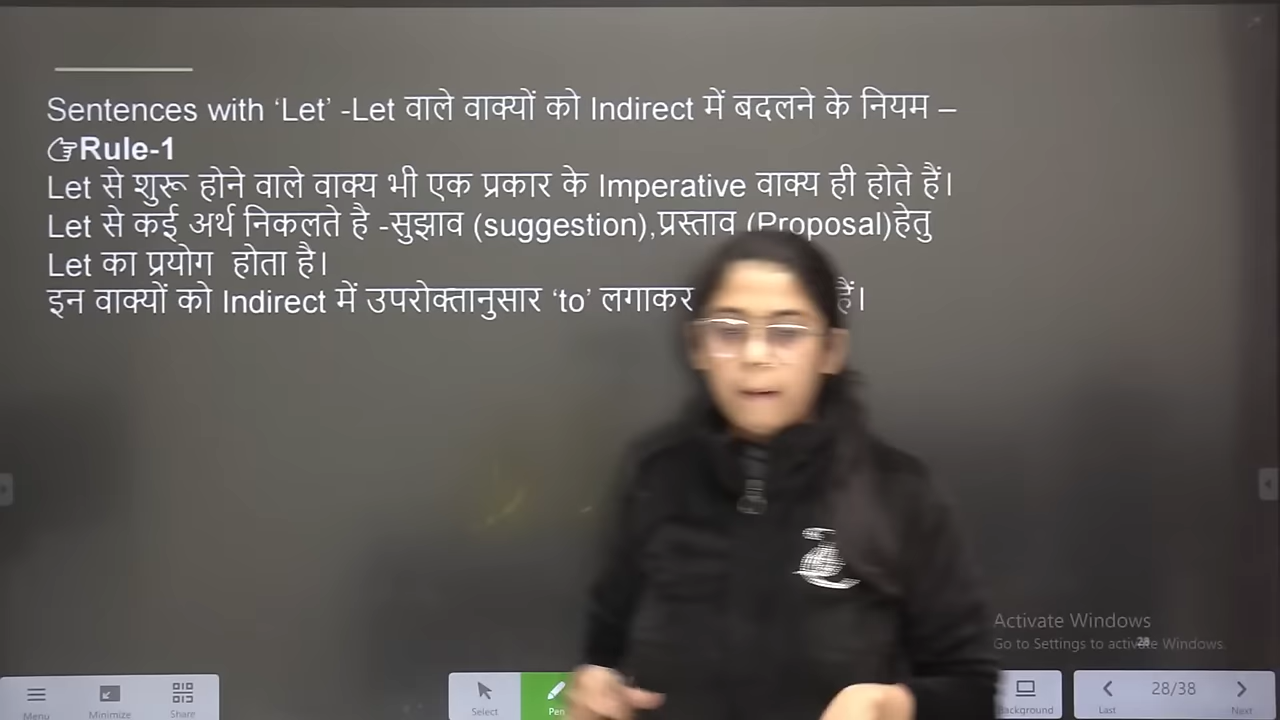 Sentences with ‘Let’ -Let वाले वाक्यों को Indirect में बदलने के नियम –
👉Rule-1
Let से शुरू होने वाले वाक्य भी एक प्रकार के Imperative वाक्य ही होते हैं।
Let से कई अर्थ निकलते है -सुझाव (suggestion),प्रस्ताव (Proposal)हेतु
Let का प्रयोग होता है।
इन वाक्यों को Indirect में उपरोक्तानुसार ‘to’ लगाकर हैं।
Activate Windows
Go to Settings to activate Windows.
28
Menu
Minimize
Share
Select
Pen
Background
Last
28/38
Next